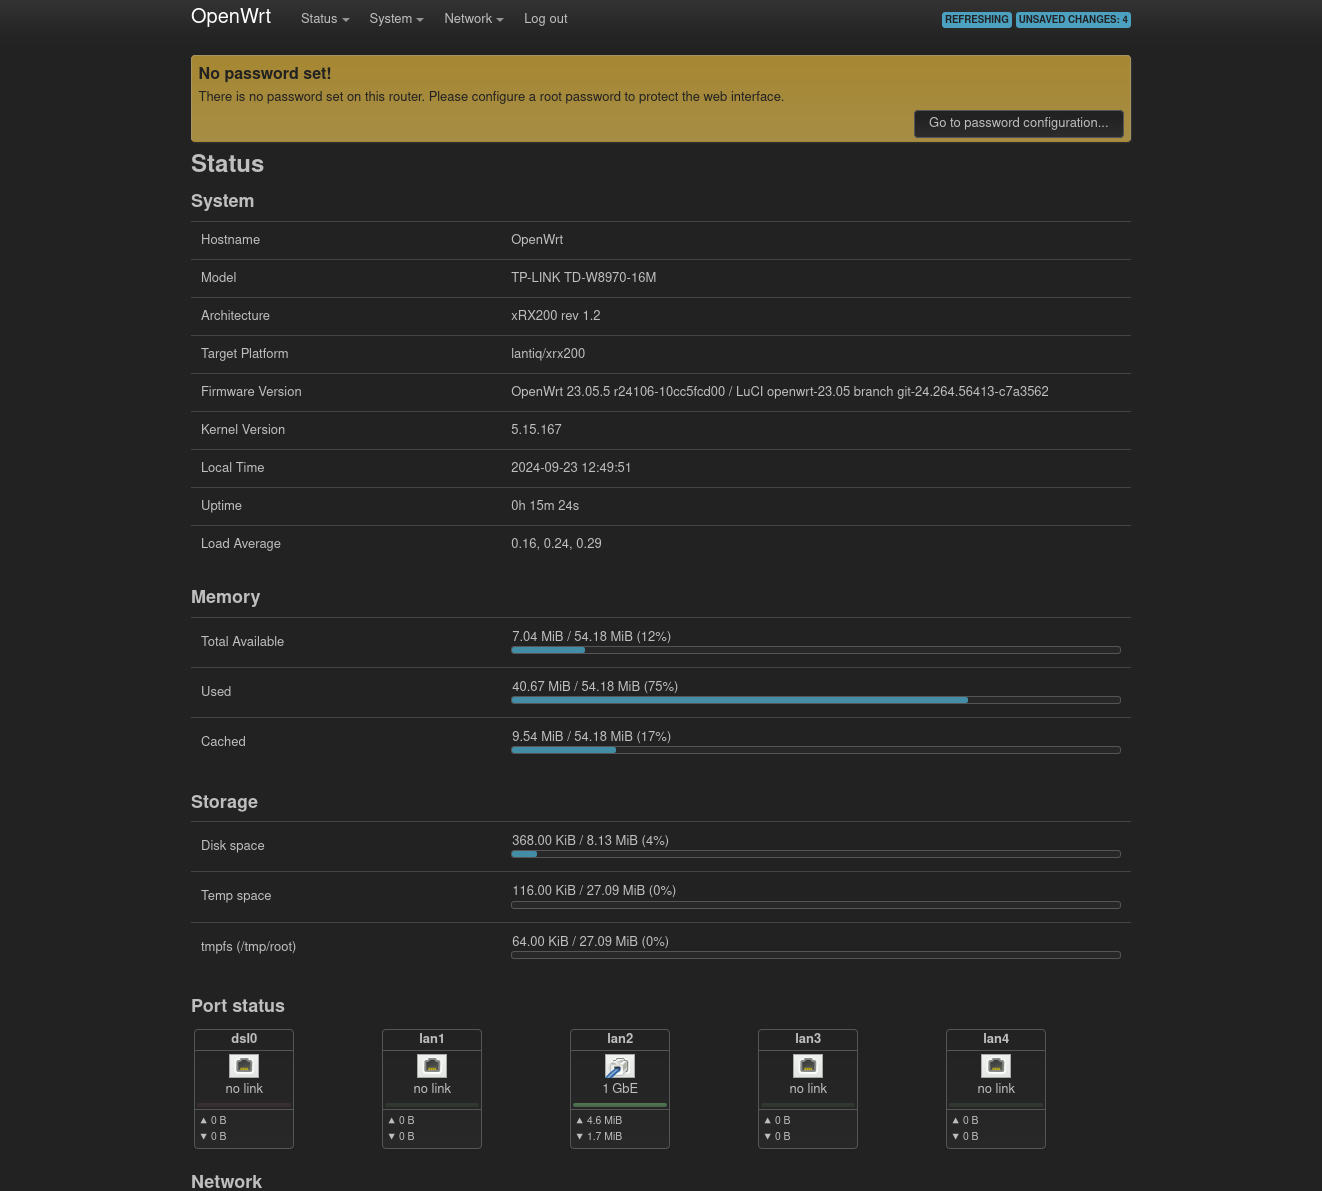 OpenWrt Status System Network Log out REFRESHING UNSAVED CHANGES: 4
No password set!
There is no password set on this router. Please configure a root password to protect the web interface.
Go to password configuration...
Status
System
Hostname OpenWrt
Model TP-LINK TD-W8970-16M
Architecture xRX200 rev 1.2
Target Platform lantiq/xrx200
Firmware Version OpenWrt 23.05.5 r24106-10cc5fcd00 / LuCI openwrt-23.05 branch git-24.264.56413-c7a3562
Kernel Version 5.15.167
Local Time 2024-09-23 12:49:51
Uptime 0h 15m 24s
Load Average 0.16, 0.24, 0.29
Memory
Total Available 7.04 MiB / 54.18 MiB (12%)
Used 40.67 MiB / 54.18 MiB (75%)
Cached 9.54 MiB / 54.18 MiB (17%)
Storage
Disk space 368.00 KiB / 8.13 MiB (4%)
Temp space 116.00 KiB / 27.09 MiB (0%)
tmpfs (/tmp/root) 64.00 KiB / 27.09 MiB (0%)
Port status
dsl0 lan1 lan2 lan3 lan4
no link no link 1 GbE no link no link
▲ 0 B ▲ 0 B ▲ 4.6 MiB ▲ 0 B ▲ 0 B
▼ 0 B ▼ 0 B ▼ 1.7 MiB ▼ 0 B ▼ 0 B
Network